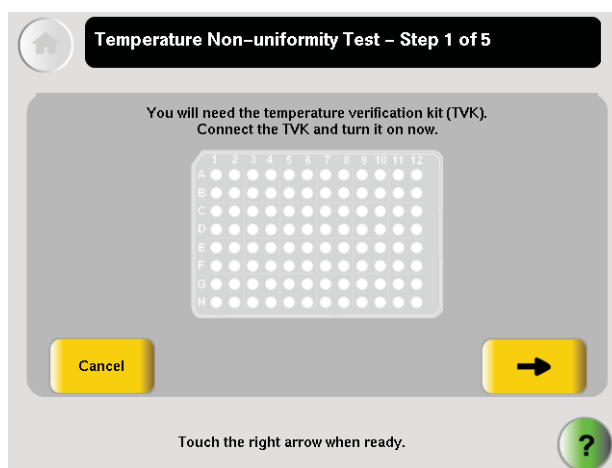 Temperature Non-uniformity Test - Step 1 of 5
You will need the temperature verification kit (TVK).
Connect the TVK and turn it on now.
1 2 3 4 5 6 7 8 9 10 11 12
A
B
C
D
E
F
G
H
Cancel
Touch the right arrow when ready.
?